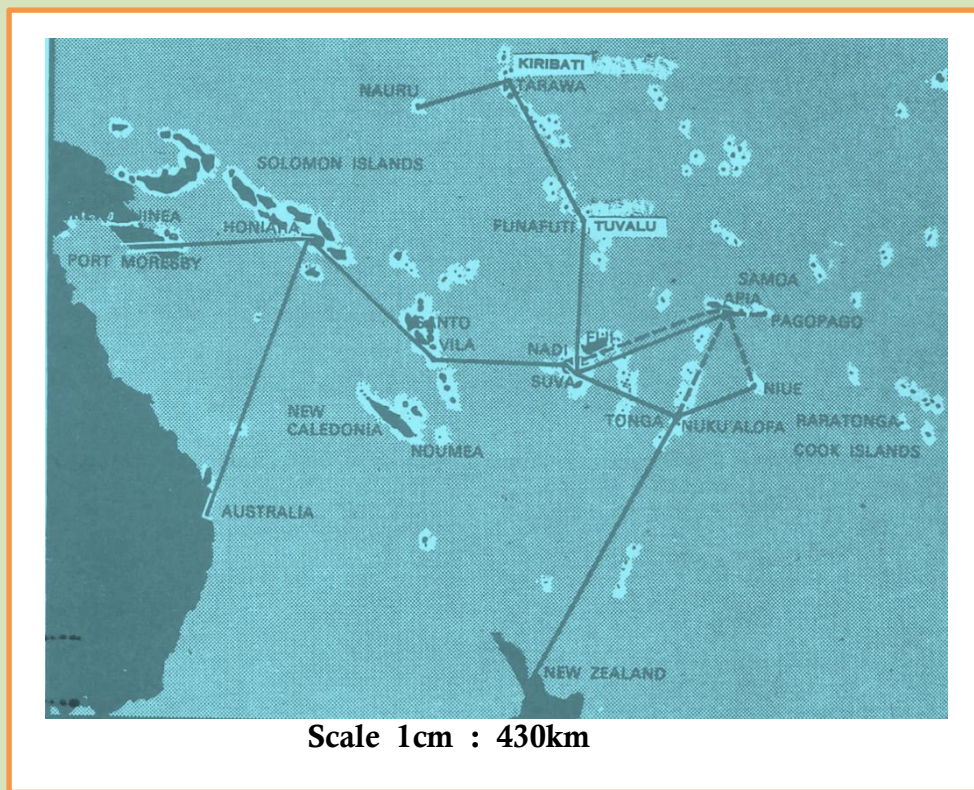 KIRIBATI
NAURU
TARAWA
SOLOMON ISLANDS
HONIARA
PORT MORESBY
FUNAFUTI
TUVALU
SAMOA
APIA
PAGOPAGO
SANTO
VILA
NADI
FIJI
SUVA
NIUE
NEW
CALEDONIA
NOUMEA
TONGA
NUKU'ALOFA
RARATONGA
COOK ISLANDS
AUSTRALIA
NEW ZEALAND
Scale 1cm : 430km